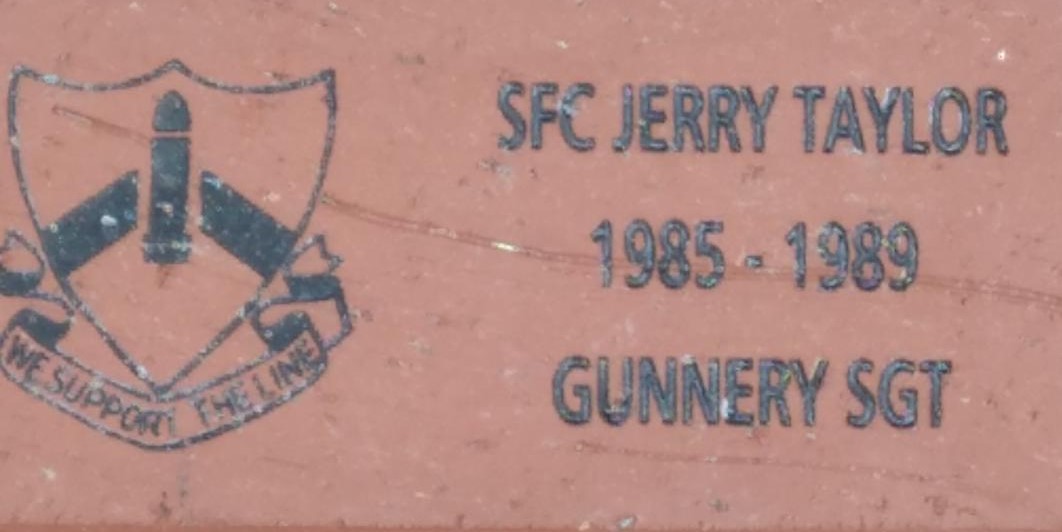 SFC JERRY TAYLOR
1985 - 1989
GUNNERY SGT
WE SUPPORT THE LINE